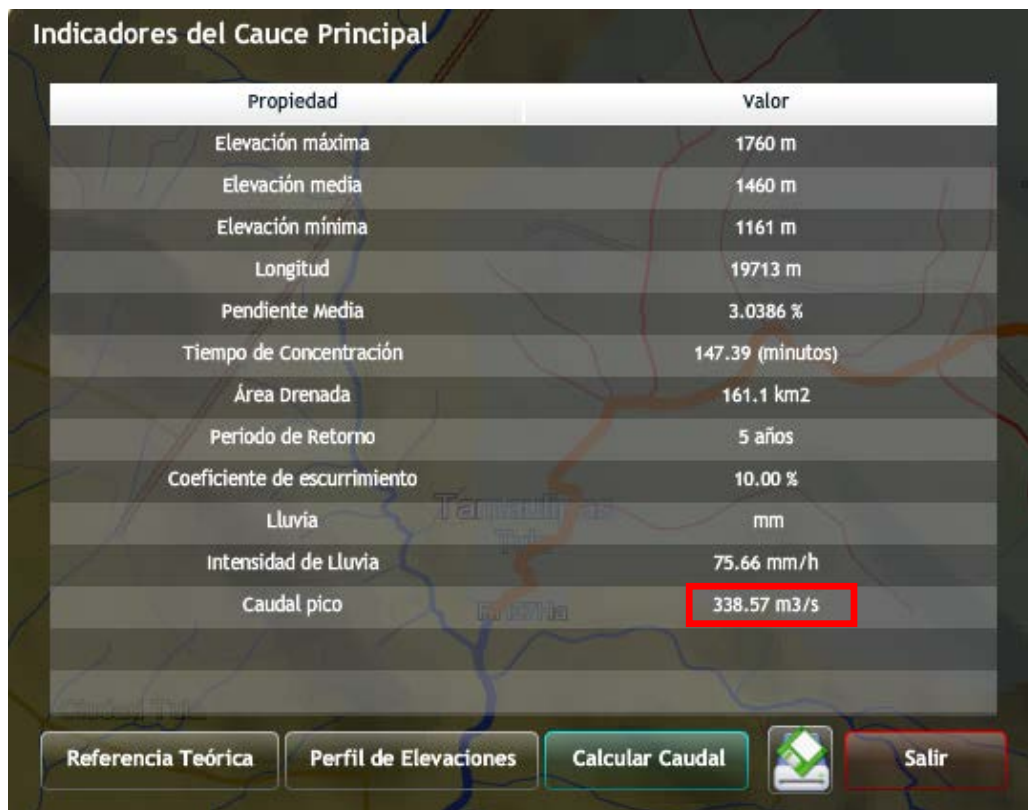 Indicadores del Cauce Principal
Propiedad Valor
Elevación máxima 1760 m
Elevación media 1460 m
Elevación mínima 1161 m
Longitud 19713 m
Pendiente Media 3.0386 %
Tiempo de Concentración 147.39 (minutos)
Área Drenada 161.1 km2
Periodo de Retorno 5 años
Coeficiente de escurrimiento 10.00 %
Tamaulipas
Lluvia mm
Intensidad de Lluvia 75.66 mm/h
Caudal pico 338.57 m3/s
Ciudad Tula
Referencia Teórica Perfil de Elevaciones Calcular Caudal Salir